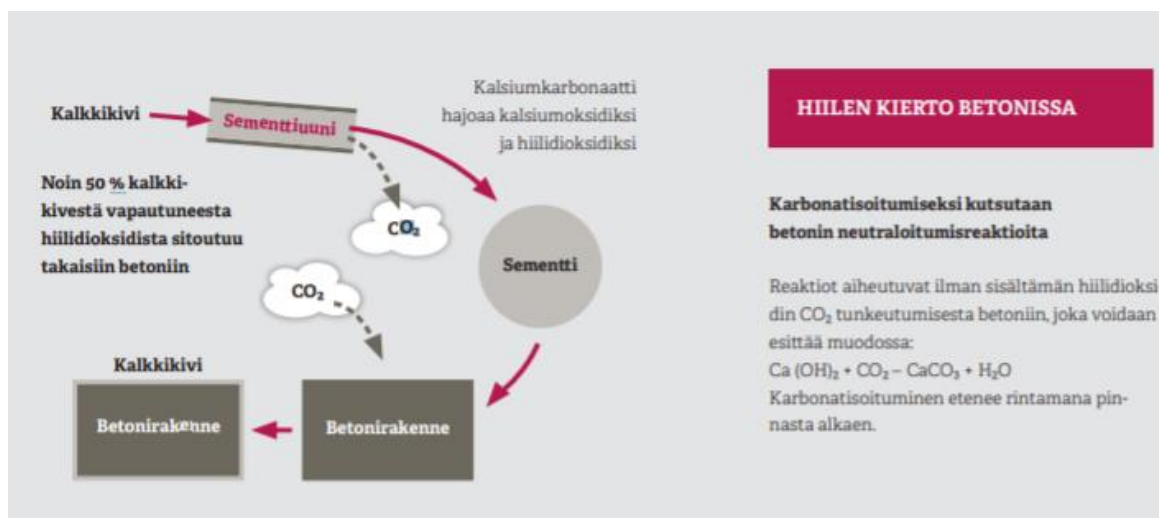 Kalkkikivi
Sementtiuuni
Kalsiumkarbonaatti
hajoaa kalsiumoksidiksi
ja hiilidioksidiksi
Noin 50 % kalkki-
kivestä vapautuneesta
hiilidioksidista sitoutuu
takaisiin betoniin
CO₂
CO₂
Sementti
Kalkkikivi
Betonirakenne
Betonirakenne
HIILEN KIERTO BETONISSA
Karbonatisoitumiseksi kutsutaan
betonin neutraloitumisreaktioita
Reaktiot aiheutuvat ilman sisältämän hiilidioksi
din CO₂ tunkeutumisesta betoniin, joka voidaan
esittää muodossa:
Ca (OH)₂ + CO₂ – CaCO₃ + H₂O
Karbonatisoituminen etenee rintamana pin-
nasta alkaen.